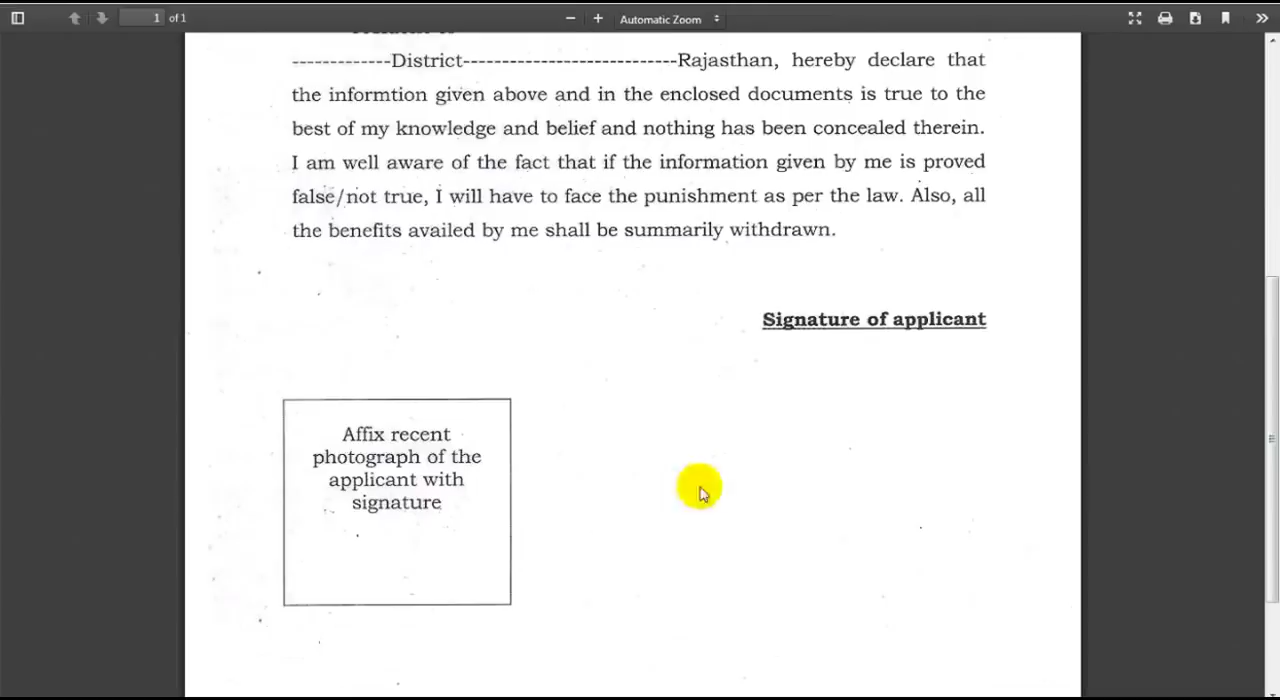 1 of 1 Automatic Zoom
-------------District---------------------------Rajasthan, hereby declare that
the informtion given above and in the enclosed documents is true to the
best of my knowledge and belief and nothing has been concealed therein.
I am well aware of the fact that if the information given by me is proved
false/not true, I will have to face the punishment as per the law. Also, all
the benefits availed by me shall be summarily withdrawn.
Signature of applicant
Affix recent
photograph of the
applicant with
signature